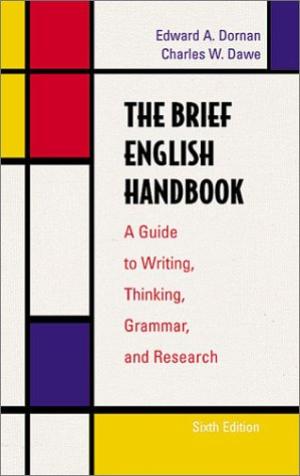 Edward A. Dornan
Charles W. Dawe
THE BRIEF
ENGLISH
HANDBOOK
A Guide
to Writing,
Thinking,
Grammar,
and Research
Sixth Edition